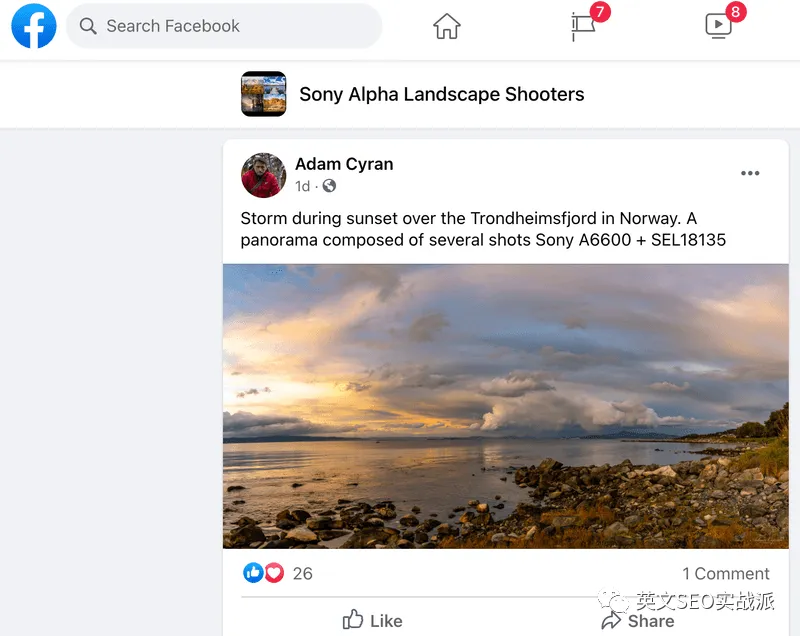 Search Facebook
7
8
Sony Alpha Landscape Shooters
Adam Cyran
1d ·
Storm during sunset over the Trondheimsfjord in Norway. A
panorama composed of several shots Sony A6600 + SEL18135
26
1 Comment
英文SEO实战派
Like
Share